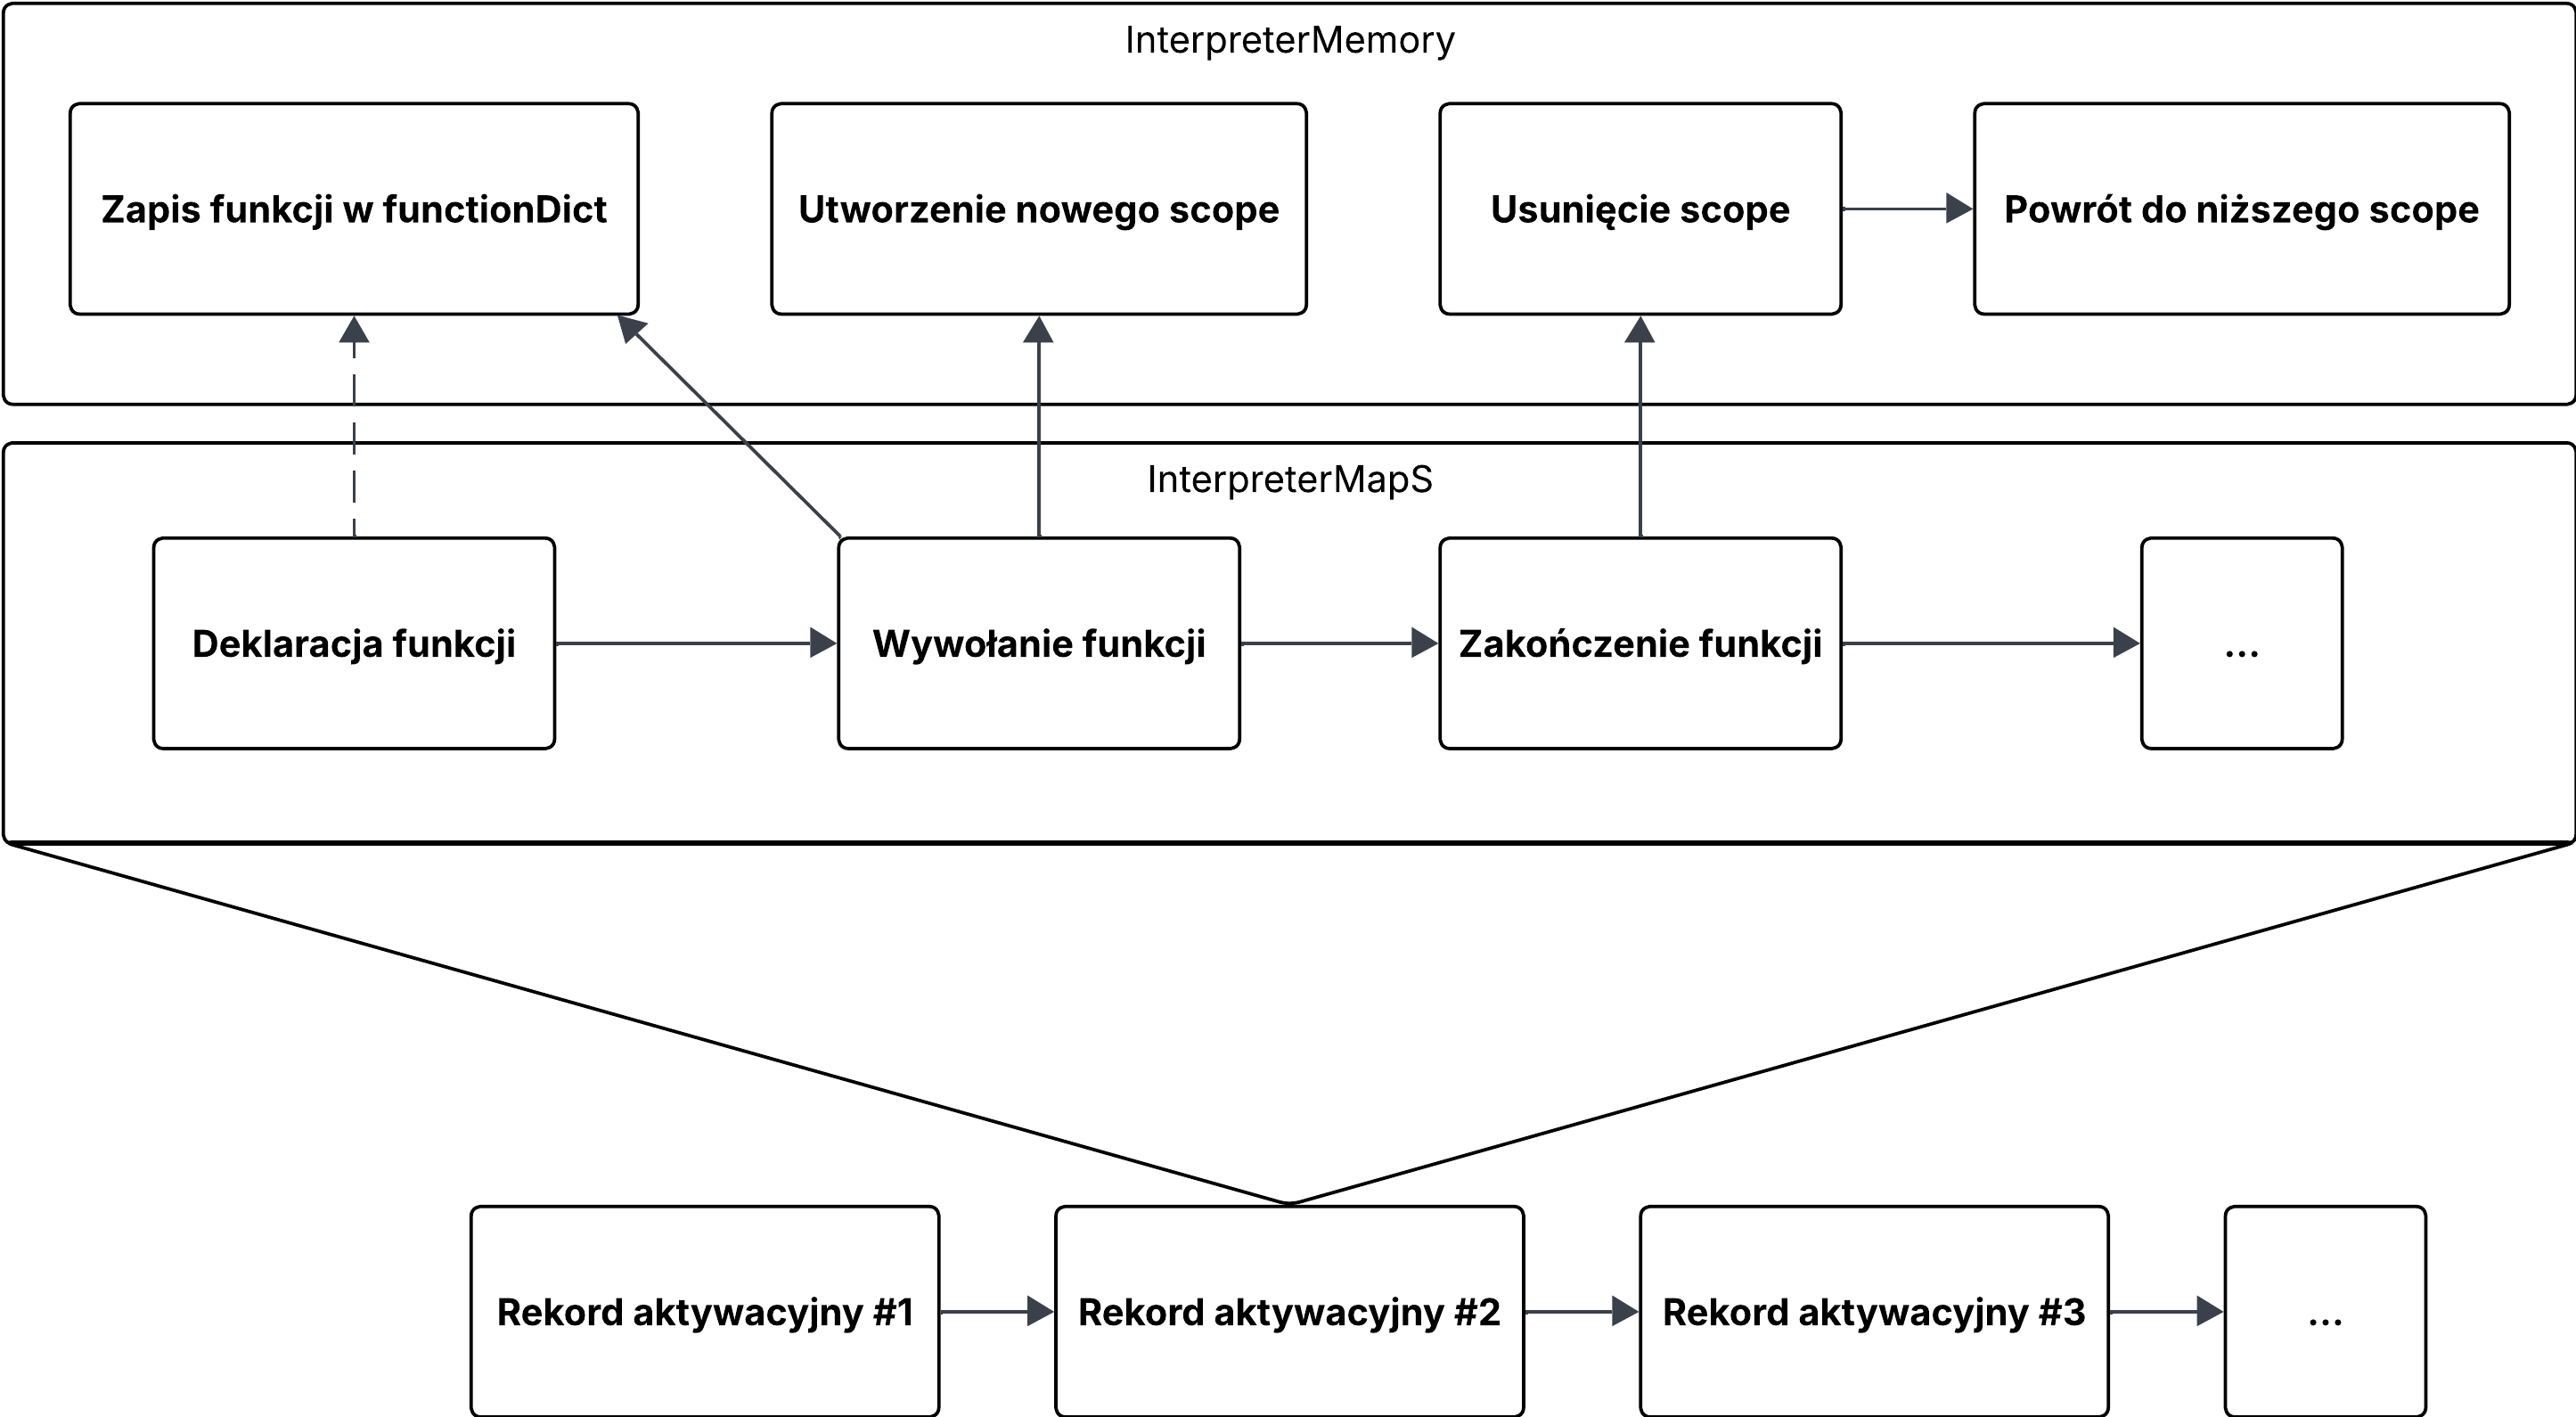 InterpreterMemory
Zapis funkcji w functionDict
Utworzenie nowego scope
Usunięcie scope
Powrót do niższego scope
InterpreterMapS
Deklaracja funkcji
Wywołanie funkcji
Zakończenie funkcji
...
Rekord aktywacyjny #1
Rekord aktywacyjny #2
Rekord aktywacyjny #3
...